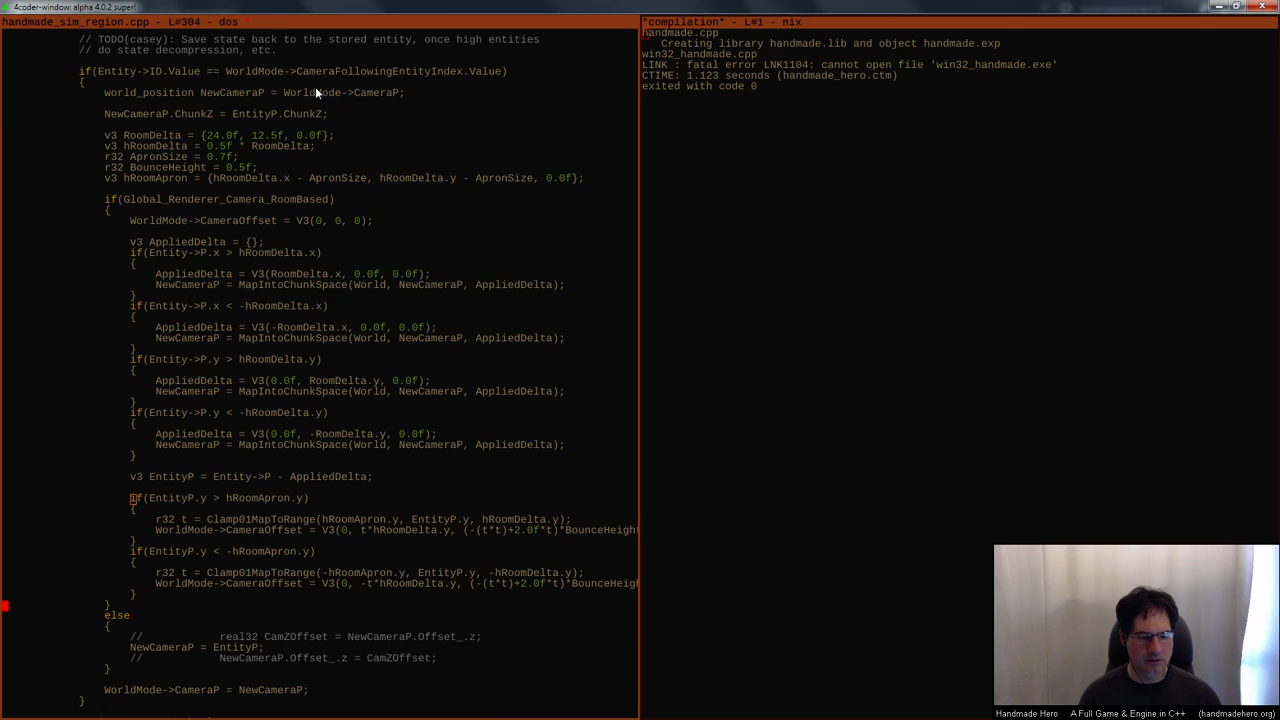 4coder-window: alpha 4.0.2 super!
handmade_sim_region.cpp - L#304 - dos *
// TODO(casey): Save state back to the stored entity, once high entities
// do state decompression, etc.
if(Entity->ID.Value == WorldMode->CameraFollowingEntityIndex.Value)
{
world_position NewCameraP = WorldMode->CameraP;
NewCameraP.ChunkZ = EntityP.ChunkZ;
v3 RoomDelta = {24.0f, 12.5f, 0.0f};
v3 hRoomDelta = 0.5f * RoomDelta;
r32 ApronSize = 0.7f;
r32 BounceHeight = 0.5f;
v3 hRoomApron = {hRoomDelta.x - ApronSize, hRoomDelta.y - ApronSize, 0.0f};
if(Global_Renderer_Camera_RoomBased)
{
WorldMode->CameraOffset = V3(0, 0, 0);
v3 AppliedDelta = {};
if(Entity->P.x > hRoomDelta.x)
{
AppliedDelta = V3(RoomDelta.x, 0.0f, 0.0f);
NewCameraP = MapIntoChunkSpace(World, NewCameraP, AppliedDelta);
}
if(Entity->P.x < -hRoomDelta.x)
{
AppliedDelta = V3(-RoomDelta.x, 0.0f, 0.0f);
NewCameraP = MapIntoChunkSpace(World, NewCameraP, AppliedDelta);
}
if(Entity->P.y > hRoomDelta.y)
{
AppliedDelta = V3(0.0f, RoomDelta.y, 0.0f);
NewCameraP = MapIntoChunkSpace(World, NewCameraP, AppliedDelta);
}
if(Entity->P.y < -hRoomDelta.y)
{
AppliedDelta = V3(0.0f, -RoomDelta.y, 0.0f);
NewCameraP = MapIntoChunkSpace(World, NewCameraP, AppliedDelta);
}
v3 EntityP = Entity->P - AppliedDelta;
if(EntityP.y > hRoomApron.y)
{
r32 t = Clamp01MapToRange(hRoomApron.y, EntityP.y, hRoomDelta.y);
WorldMode->CameraOffset = V3(0, t*hRoomDelta.y, (-(t*t)+2.0f*t)*BounceHeight
}
if(EntityP.y < -hRoomApron.y)
{
r32 t = Clamp01MapToRange(-hRoomApron.y, EntityP.y, -hRoomDelta.y);
WorldMode->CameraOffset = V3(0, -t*hRoomDelta.y, (-(t*t)+2.0f*t)*BounceHeigh
}
}
else
{
// real32 CamZOffset = NewCameraP.Offset_.z;
NewCameraP = EntityP;
// NewCameraP.Offset_.z = CamZOffset;
}
WorldMode->CameraP = NewCameraP;
}
*compilation* - L#1 - nix
handmade.cpp
Creating library handmade.lib and object handmade.exp
win32_handmade.cpp
LINK : fatal error LNK1104: cannot open file 'win32_handmade.exe'
CTIME: 1.123 seconds (handmade_hero.ctm)
exited with code 0
Handmade Hero A Full Game & Engine in C++ (handmadehero.org)